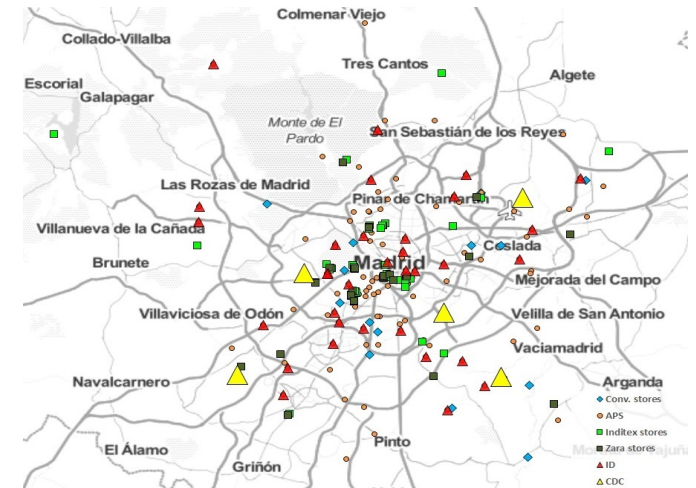 Colmenar Viejo
Collado-Villalba
Tres Cantos
Algete
Escorial
Galapagar
Monte de El
Pardo
San Sebastián de los Reyes
Las Rozas de Madrid
Pinar de Chamartín
Villanueva de la Cañada
Coslada
Brunete
Madrid
Mejorada del Campo
Villaviciosa de Odón
Velilla de San Antonio
Vaciamadrid
Navalcarnero
Arganda
Conv. stores
APS
Inditex stores
Pinto
Zara stores
El Álamo
ID
Griñón
CDC